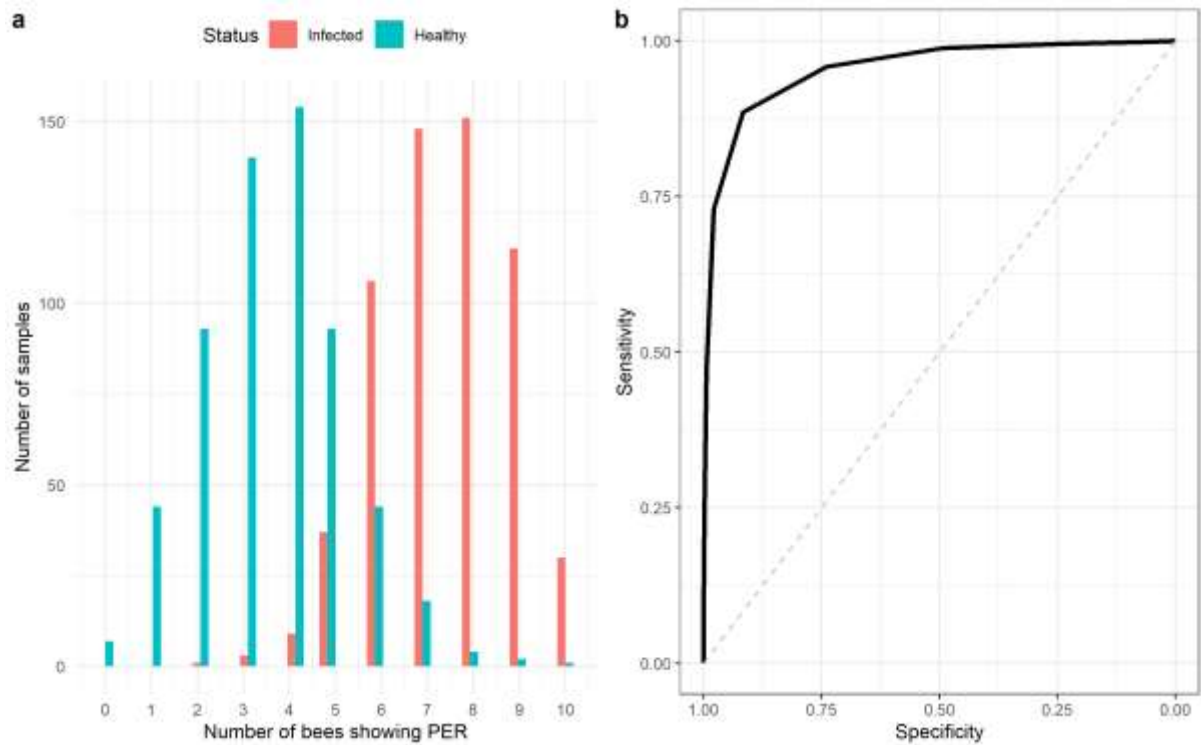 a
Status Infected Healthy
150
100
50
0
Number of samples
0 1 2 3 4 5 6 7 8 9 10
Number of bees showing PER
b
1.00
0.75
0.50
0.25
0.00
Sensitivity
1.00 0.75 0.50 0.25 0.00
Specificity